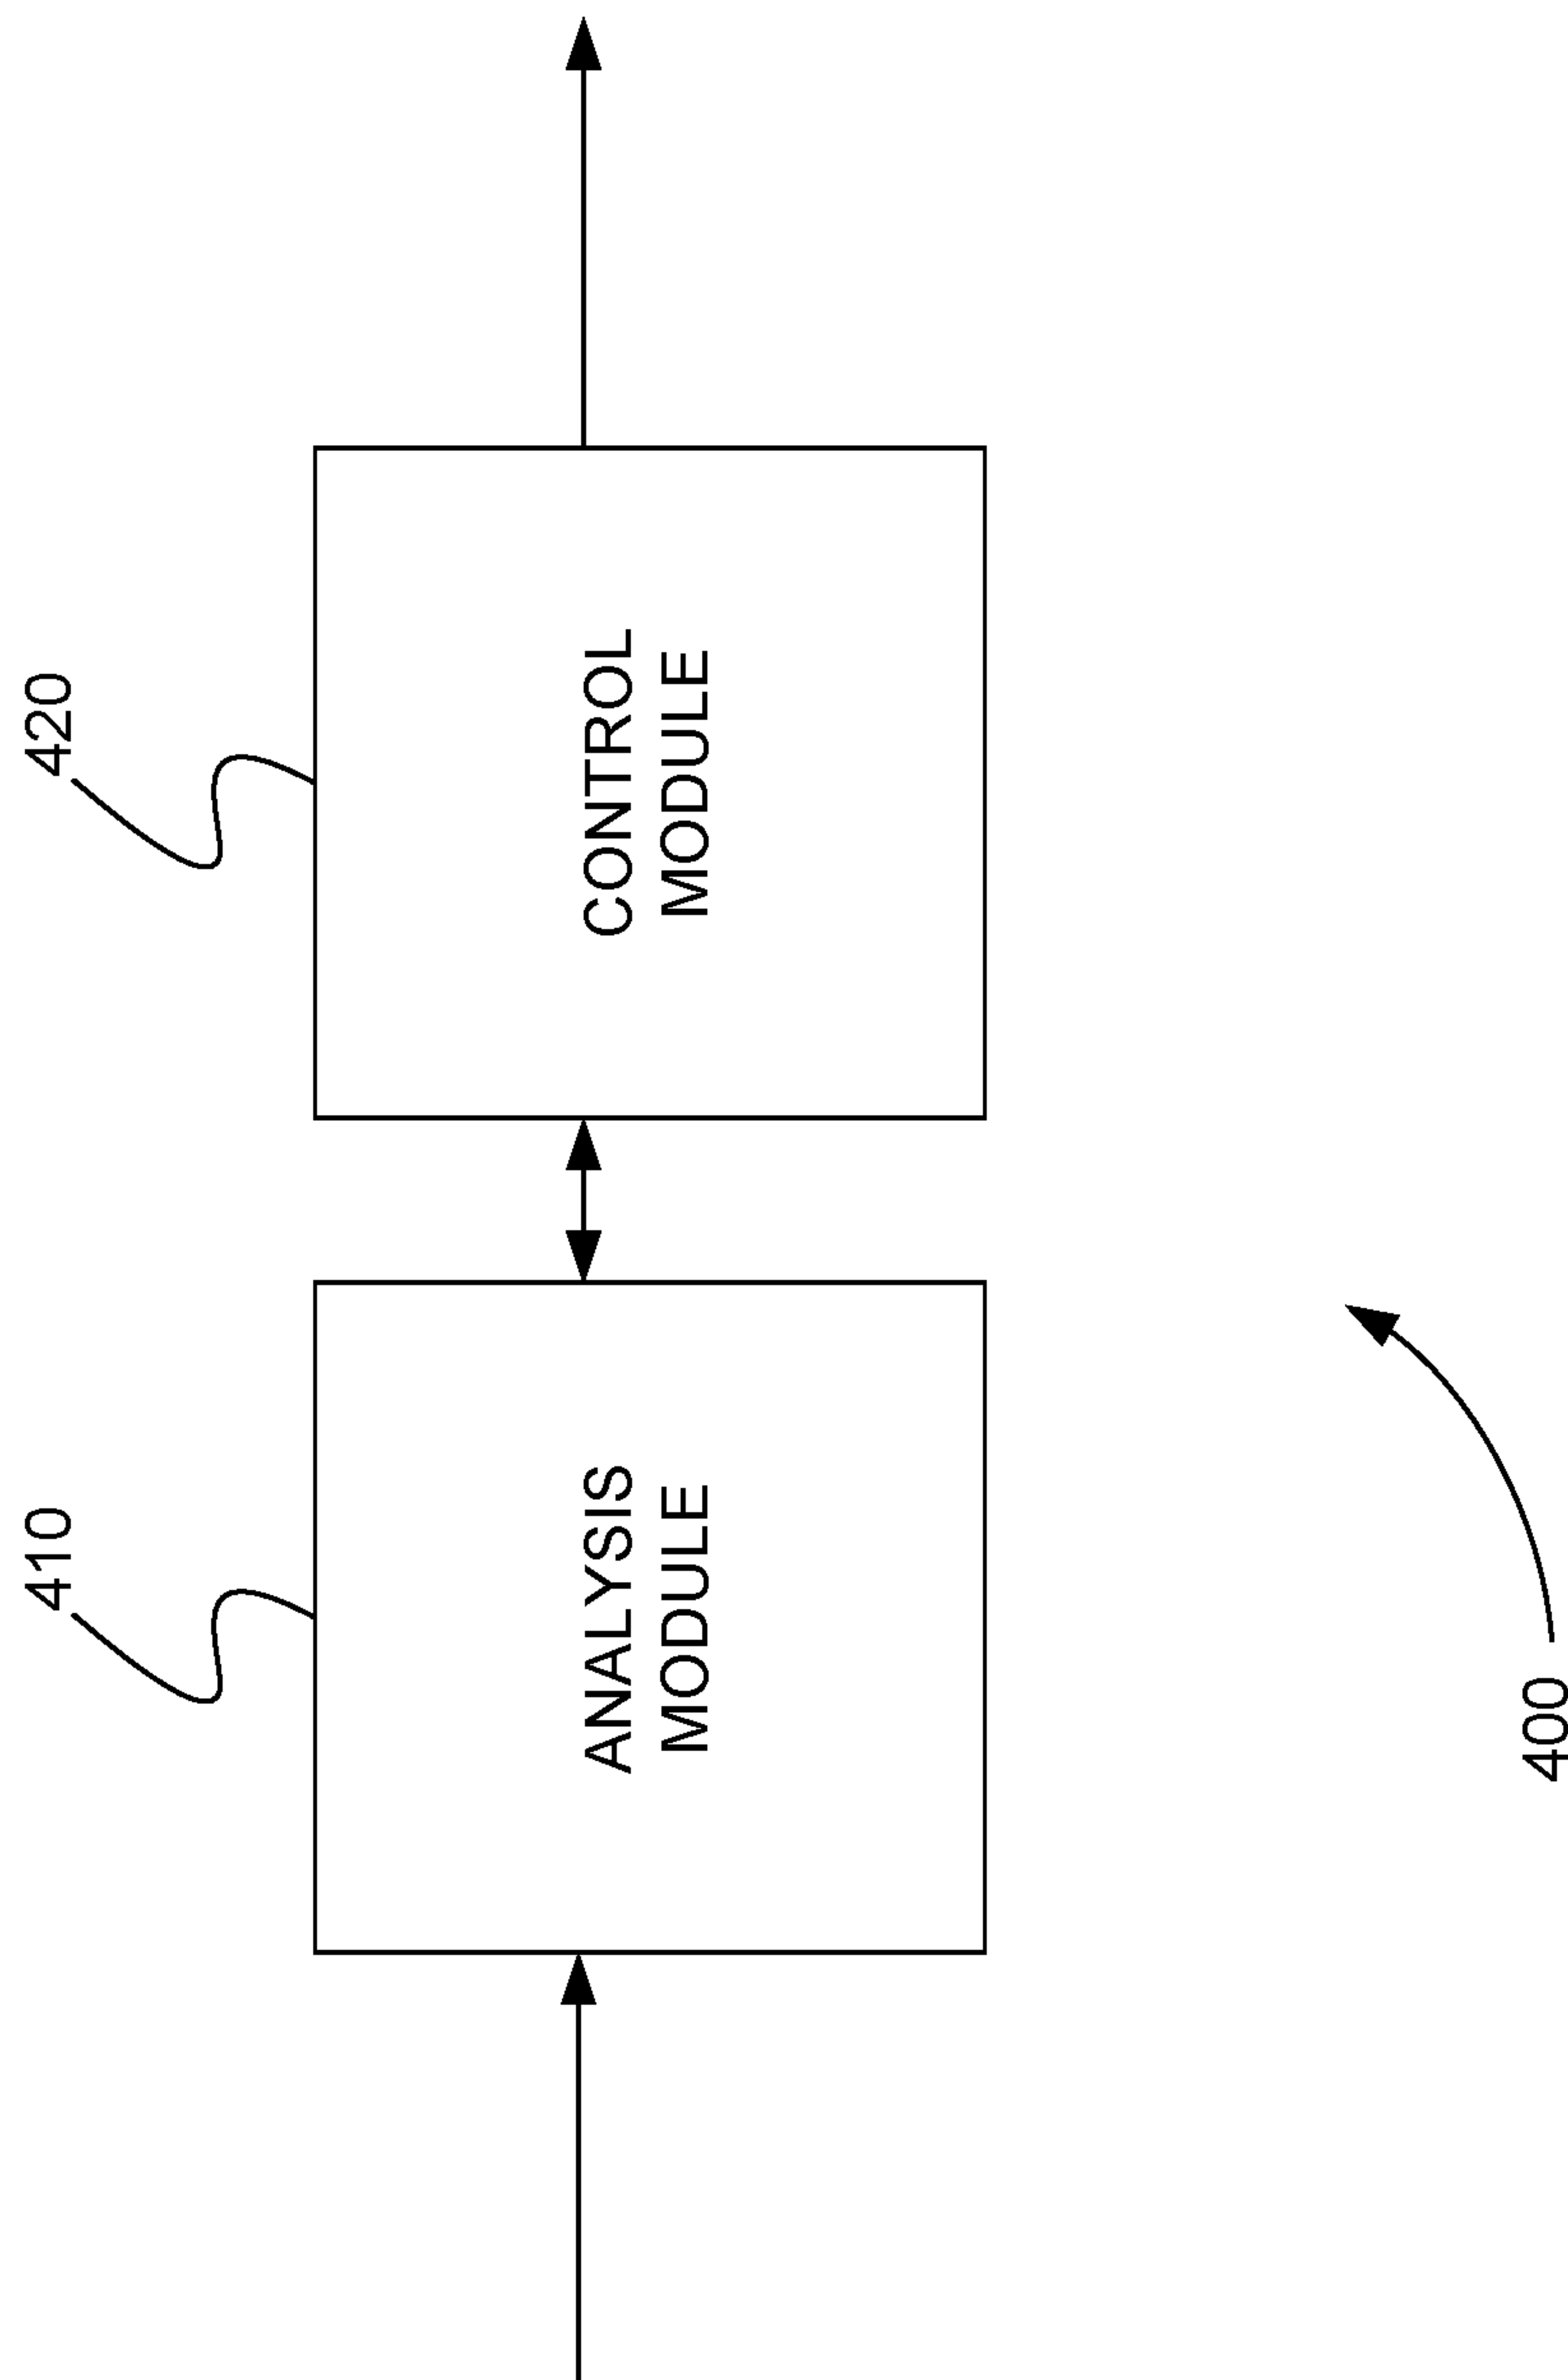 410
420
ANALYSIS
MODULE
CONTROL
MODULE
400